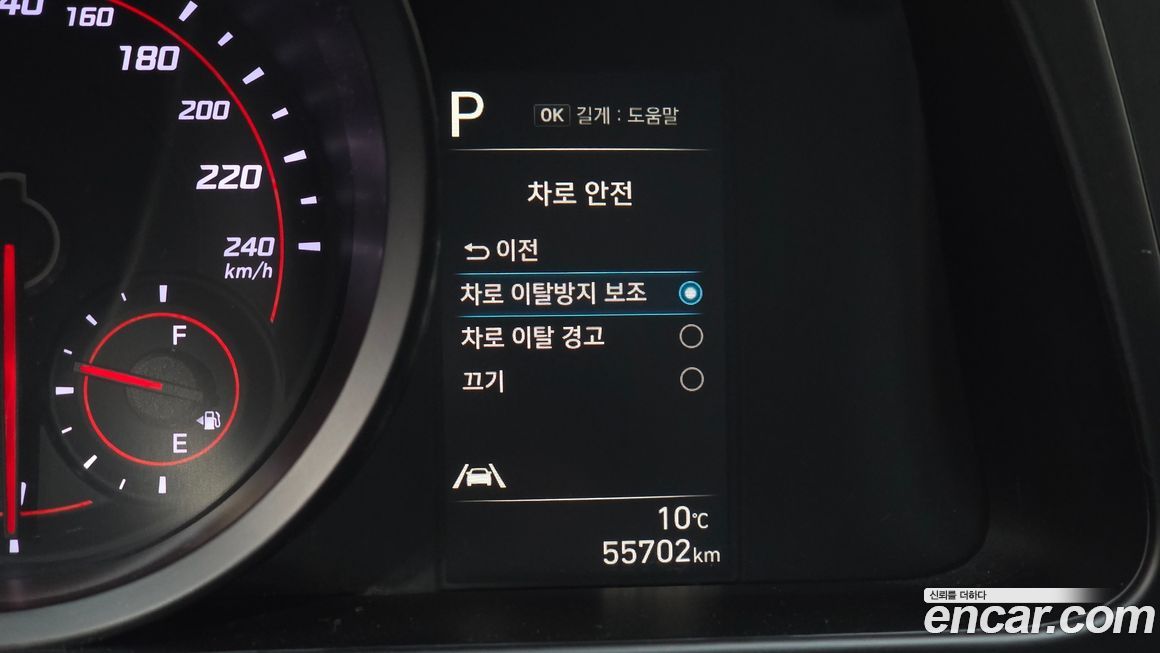 160
180
200
220
240
km/h
F
E
P
OK 길게 : 도움말
차로 안전
이전
차로 이탈방지 보조
차로 이탈 경고
끄기
10℃
55702km
신뢰를 더하다
encar.com